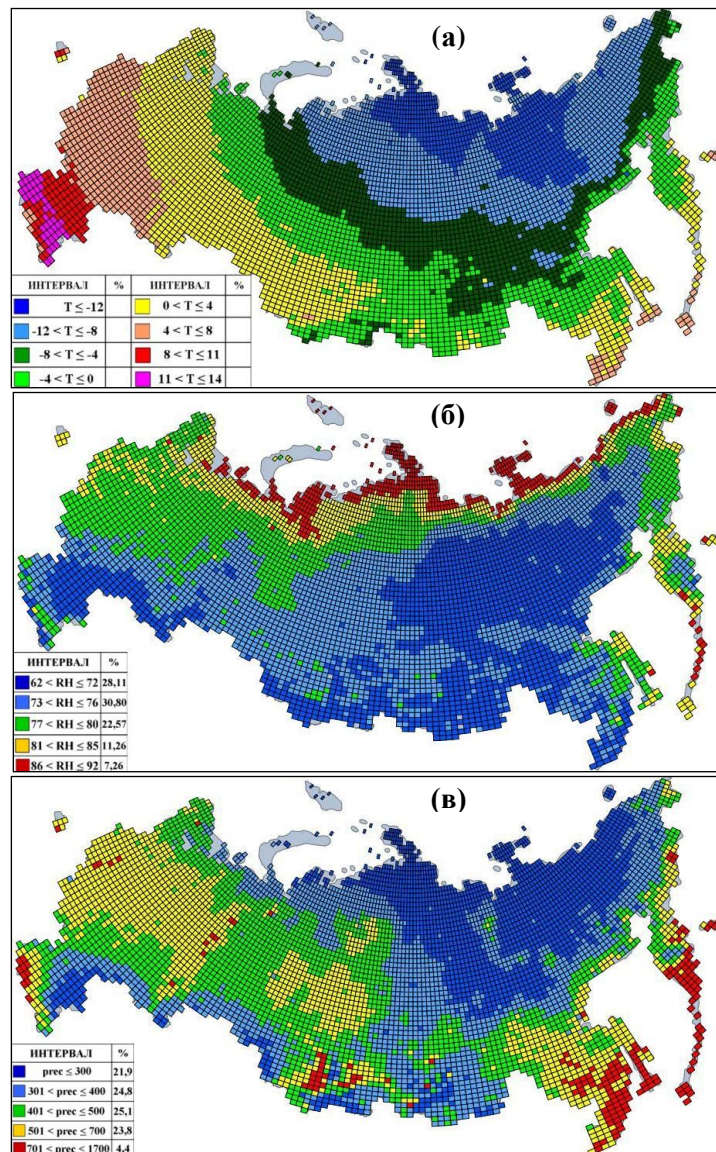 (а)
ИНТЕРВАЛ % ИНТЕРВАЛ %
T ≤ -12 0 < T ≤ 4
-12 < T ≤ -8 4 < T ≤ 8
-8 < T ≤ -4 8 < T ≤ 11
-4 < T ≤ 0 11 < T ≤ 14
(б)
ИНТЕРВАЛ %
62 < RH ≤ 72 28,11
73 < RH ≤ 76 30,80
77 < RH ≤ 80 22,57
81 < RH ≤ 85 11,26
86 < RH ≤ 92 7,26
(в)
ИНТЕРВАЛ %
prec ≤ 300 21,9
301 < prec ≤ 400 24,8
401 < prec ≤ 500 25,1
501 < prec ≤ 700 23,8
701 < prec < 1700 4,4